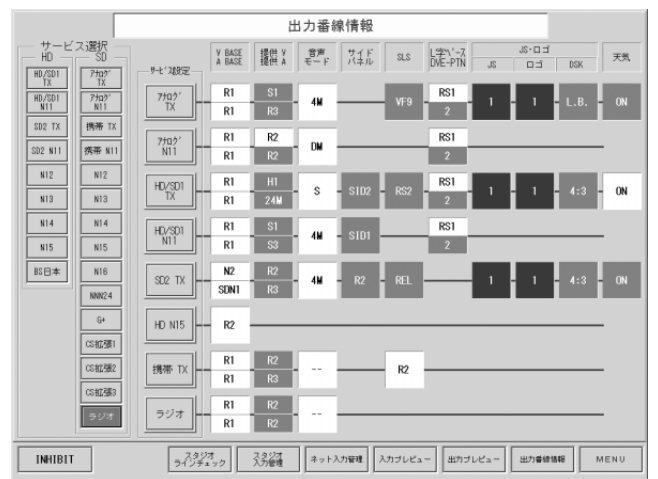 出力番線情報
サービス選択
HD
SD
HD/SD1 TX
HD/SD1 N11
SD2 TX
SD2 N11
N12
N13
N14
N15
BS日本
ｱﾅﾛｸﾞ TX
ｱﾅﾛｸﾞ N11
携帯 TX
携帯 N11
N12
N13
N14
N15
N16
NNN24
G+
CS拡張1
CS拡張2
CS拡張3
ラジオ
ｻｰﾋﾞｽ設定
V BASE
A BASE
提供 V
提供 A
音声
モード
サイド
パネル
SLS
L字ﾍﾞｰｽ
DVE-PTN
JS・ロゴ
JS
ロゴ
DSK
天気
ｱﾅﾛｸﾞ TX
R1 S1 4M VF9 RS1 1 1 L.B. ON
R1 R3 2
ｱﾅﾛｸﾞ N11
R1 R2 DM RS1
R1 R2 2
HD/SD1 TX
R1 H1 S SID2 RS2 RS1 1 1 4:3 ON
R1 24M 2
HD/SD1 N11
R1 S1 4M SID1 RS1
R1 S3 2
SD2 TX
N2 R2 4M R2 REL 1 1 4:3 ON
SDN1 R3
HD N15
R2
携帯 TX
R1 R2 -- R2
R1 R3
ラジオ
R1 R2 --
R1 R2
INHIBIT
スタジオ
ラインチェック
スタジオ
入力管理
ネット入力管理
入力プレビュー
出力プレビュー
出力番線情報
MENU